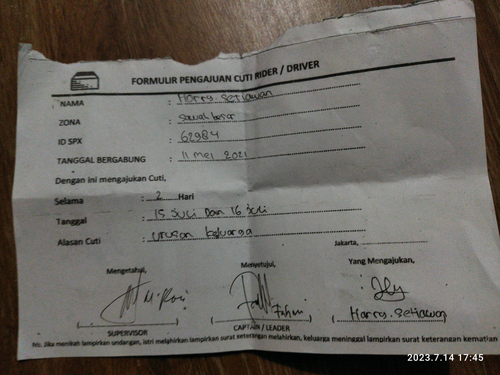 FORMULIR PENGAJUAN CUTI RIDER / DRIVER
NAMA : Harry. Setiawan
ZONA : sawah besar
ID SPX : 62984
TANGGAL BERGABUNG : 11 mei 2021
Dengan ini mengajukan Cuti,
Selama : 2 Hari
Tanggal : 15 juli Dan 16 juli
Alasan Cuti : urusan keluarga
Jakarta,
Mengetahui, Menyetujui, Yang Mengajukan,
Fahmi ( Harry. Setiawan )
SUPERVISOR CAPTAIN / LEADER
Jika menikah lampirkan undangan, istri melahirkan lampirkan surat keterangan melahirkan, keluarga meninggal lampirkan surat keterangan kematian
2023.7.14 17:45